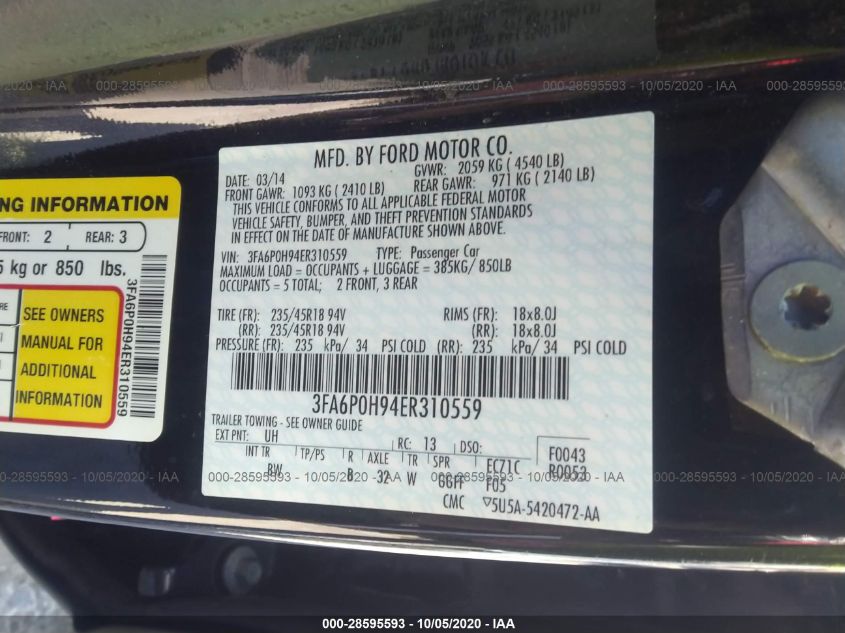 000-28595593 - 10/05/2020 - IAA
MFD. BY FORD MOTOR CO.
DATE: 03/14
GVWR: 2059 KG ( 4540 LB)
FRONT GAWR: 1093 KG ( 2410 LB)
REAR GAWR: 971 KG ( 2140 LB)
THIS VEHICLE CONFORMS TO ALL APPLICABLE FEDERAL MOTOR
VEHICLE SAFETY, BUMPER, AND THEFT PREVENTION STANDARDS
IN EFFECT ON THE DATE OF MANUFACTURE SHOWN ABOVE.
VIN: 3FA6P0H94ER310559 TYPE: Passenger Car
MAXIMUM LOAD = OCCUPANTS + LUGGAGE = 385KG/ 850LB
OCCUPANTS = 5 TOTAL; 2 FRONT, 3 REAR
TIRE (FR): 235/45R18 94V RIMS (FR): 18x8.0J
(RR): 235/45R18 94V (RR): 18x8.0J
PRESSURE (FR): 235 kPa/ 34 PSI COLD (RR): 235 kPa/ 34 PSI COLD
3FA6P0H94ER310559
TRAILER TOWING - SEE OWNER GUIDE
EXT PNT: UH RC: 13 DSO: F0043
INT TR TP/PS R AXLE TR SPR R0053
BW B 32 W
CMC 5U5A-5420472-AA
NG INFORMATION
FRONT: 2 REAR: 3
5 kg or 850 lbs.
SEE OWNERS
MANUAL FOR
ADDITIONAL
INFORMATION
3FA6P0H94ER310559
000-28595593 - 10/05/2020 - IAA
000-28595593 - 10/05/2020 - IAA